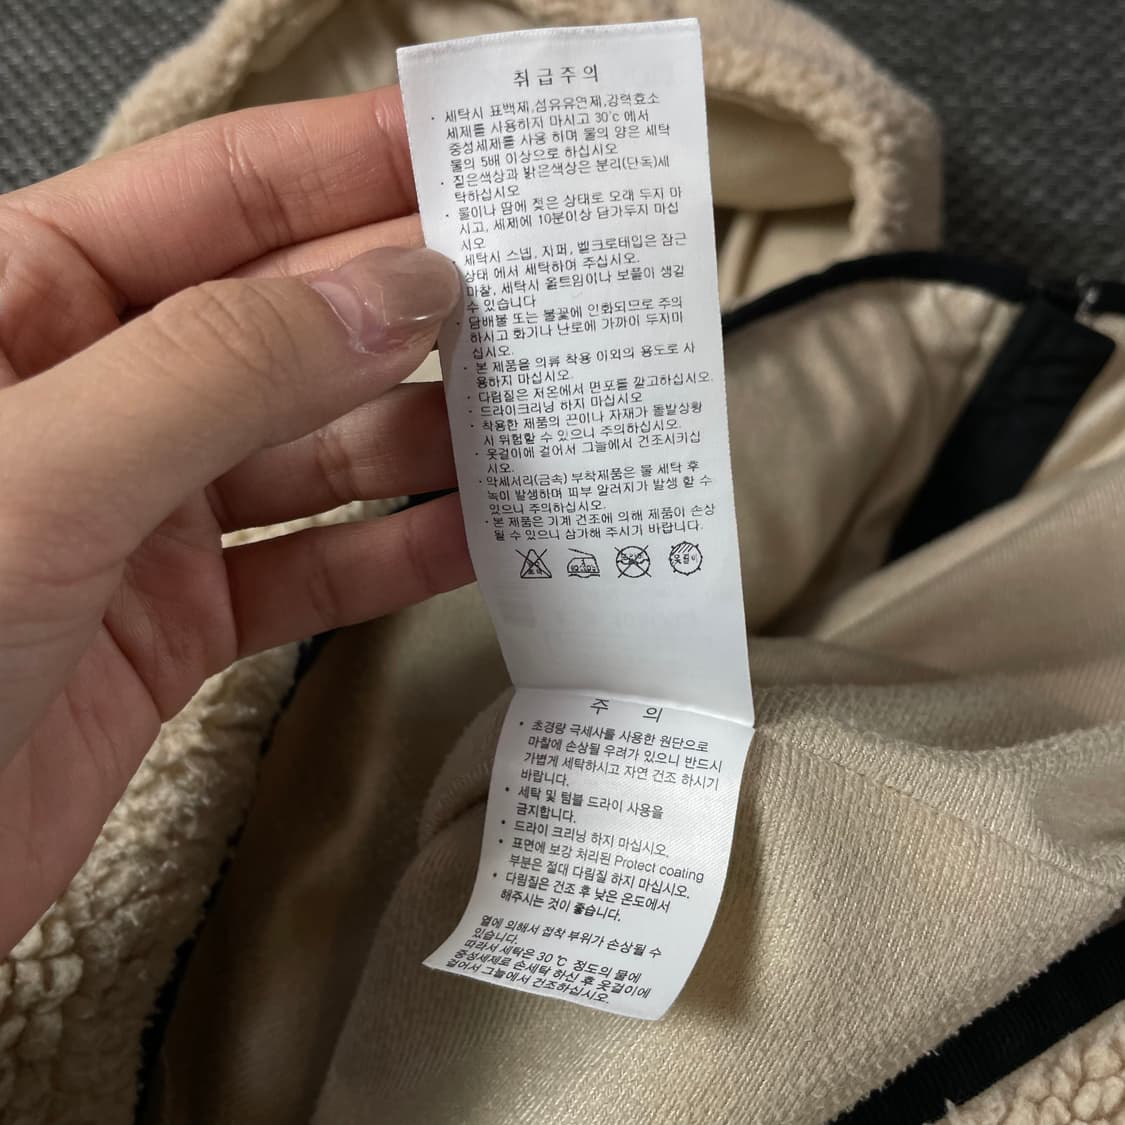 취급주의
· 세탁시 표백제,섬유유연제,강력효소
세제를 사용하지 마시고 30°c 에서
중성세제를 사용 하며 물의 양은 세탁
물의 5배 이상으로 하십시오
· 짙은색상과 밝은색상은 분리(단독)세
탁하십시오
· 물이나 땀에 젖은 상태로 오래 두지 마
시고, 세제에 10분이상 담가두지 마십
시오
세탁시 스넵, 지퍼, 벨크로테입은 잠근
상태 에서 세탁하여 주십시오.
마찰, 세탁시 올트임이나 보풀이 생길
수 있습니다
· 담배불 또는 불꽃에 인화되므로 주의
하시고 화기나 난로에 가까이 두지마
십시오.
· 본 제품을 의류 착용 이외의 용도로 사
용하지 마십시오.
· 다림질은 저온에서 면포를 깔고하십시오.
· 드라이크리닝 하지 마십시오
· 착용한 제품의 끈이나 자재가 돌발상황
시 위험할 수 있으니 주의하십시오.
· 옷걸이에 걸어서 그늘에서 건조시키십
시오.
· 악세서리(금속) 부착제품은 물 세탁 후
녹이 발생하며 피부 알러지가 발생 할 수
있으니 주의하십시오.
· 본 제품은 기계 건조에 의해 제품이 손상
될 수 있으니 삼가해 주시기 바랍니다.
옷걸이
주 의
• 초경량 극세사를 사용한 원단으로
마찰에 손상될 우려가 있으니 반드시
가볍게 세탁하시고 자연 건조 하시기
바랍니다.
• 세탁 및 텀블 드라이 사용을
금지합니다.
• 드라이 크리닝 하지 마십시오.
• 표면에 보강 처리된 Protect coating
부분은 절대 다림질 하지 마십시오.
• 다림질은 건조 후 낮은 온도에서
해주시는 것이 좋습니다.
열에 의해서 접착 부위가 손상될 수
있습니다.
따라서 세탁은 30 ℃ 정도의 물에
중성세제로 손세탁 하신 후 옷걸이에
걸어서 그늘에서 건조하십시오.